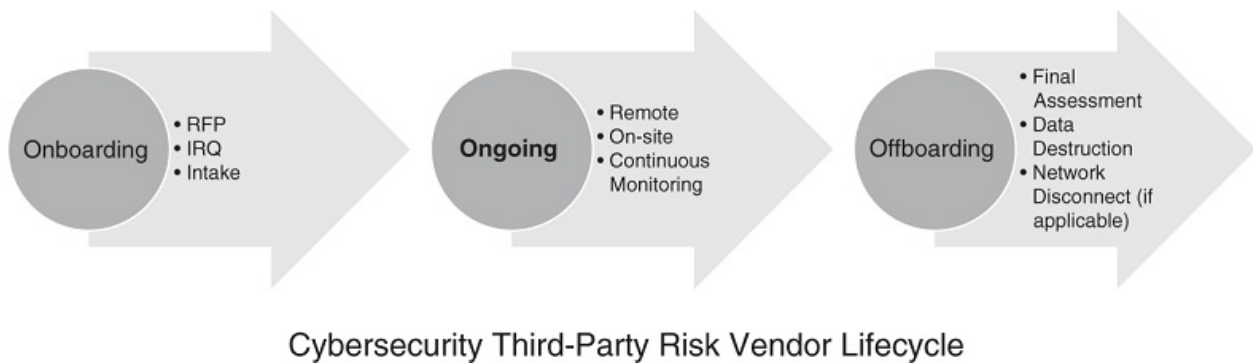 Onboarding
• RFP
• IRQ
• Intake
Ongoing
• Remote
• On-site
• Continuous
Monitoring
Offboarding
• Final
Assessment
• Data
Destruction
• Network
Disconnect (if
applicable)
Cybersecurity Third-Party Risk Vendor Lifecycle